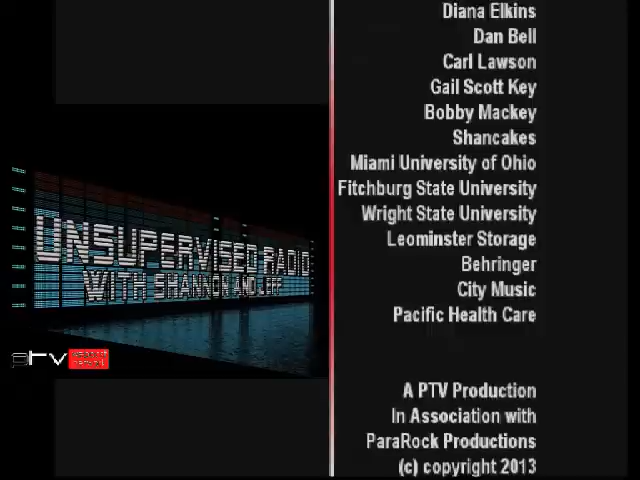 UNSUPERVISED RADIO
WITH SHANNON AND JEFF
Diana Elkins
Dan Bell
Carl Lawson
Gail Scott Key
Bobby Mackey
Shancakes
Miami University of Ohio
Fitchburg State University
Wright State University
Leominster Storage
Behringer
City Music
Pacific Health Care
A PTV Production
In Association with
ParaRock Productions
(c) copyright 2013